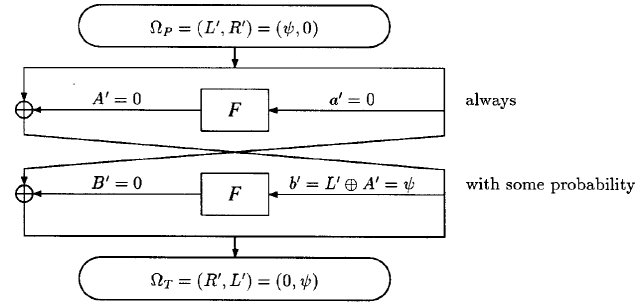 Ω_P = (L′, R′) = (ψ, 0)
A′ = 0 F a′ = 0 always
B′ = 0 F b′ = L′ ⊕ A′ = ψ with some probability
Ω_T = (R′, L′) = (0, ψ)